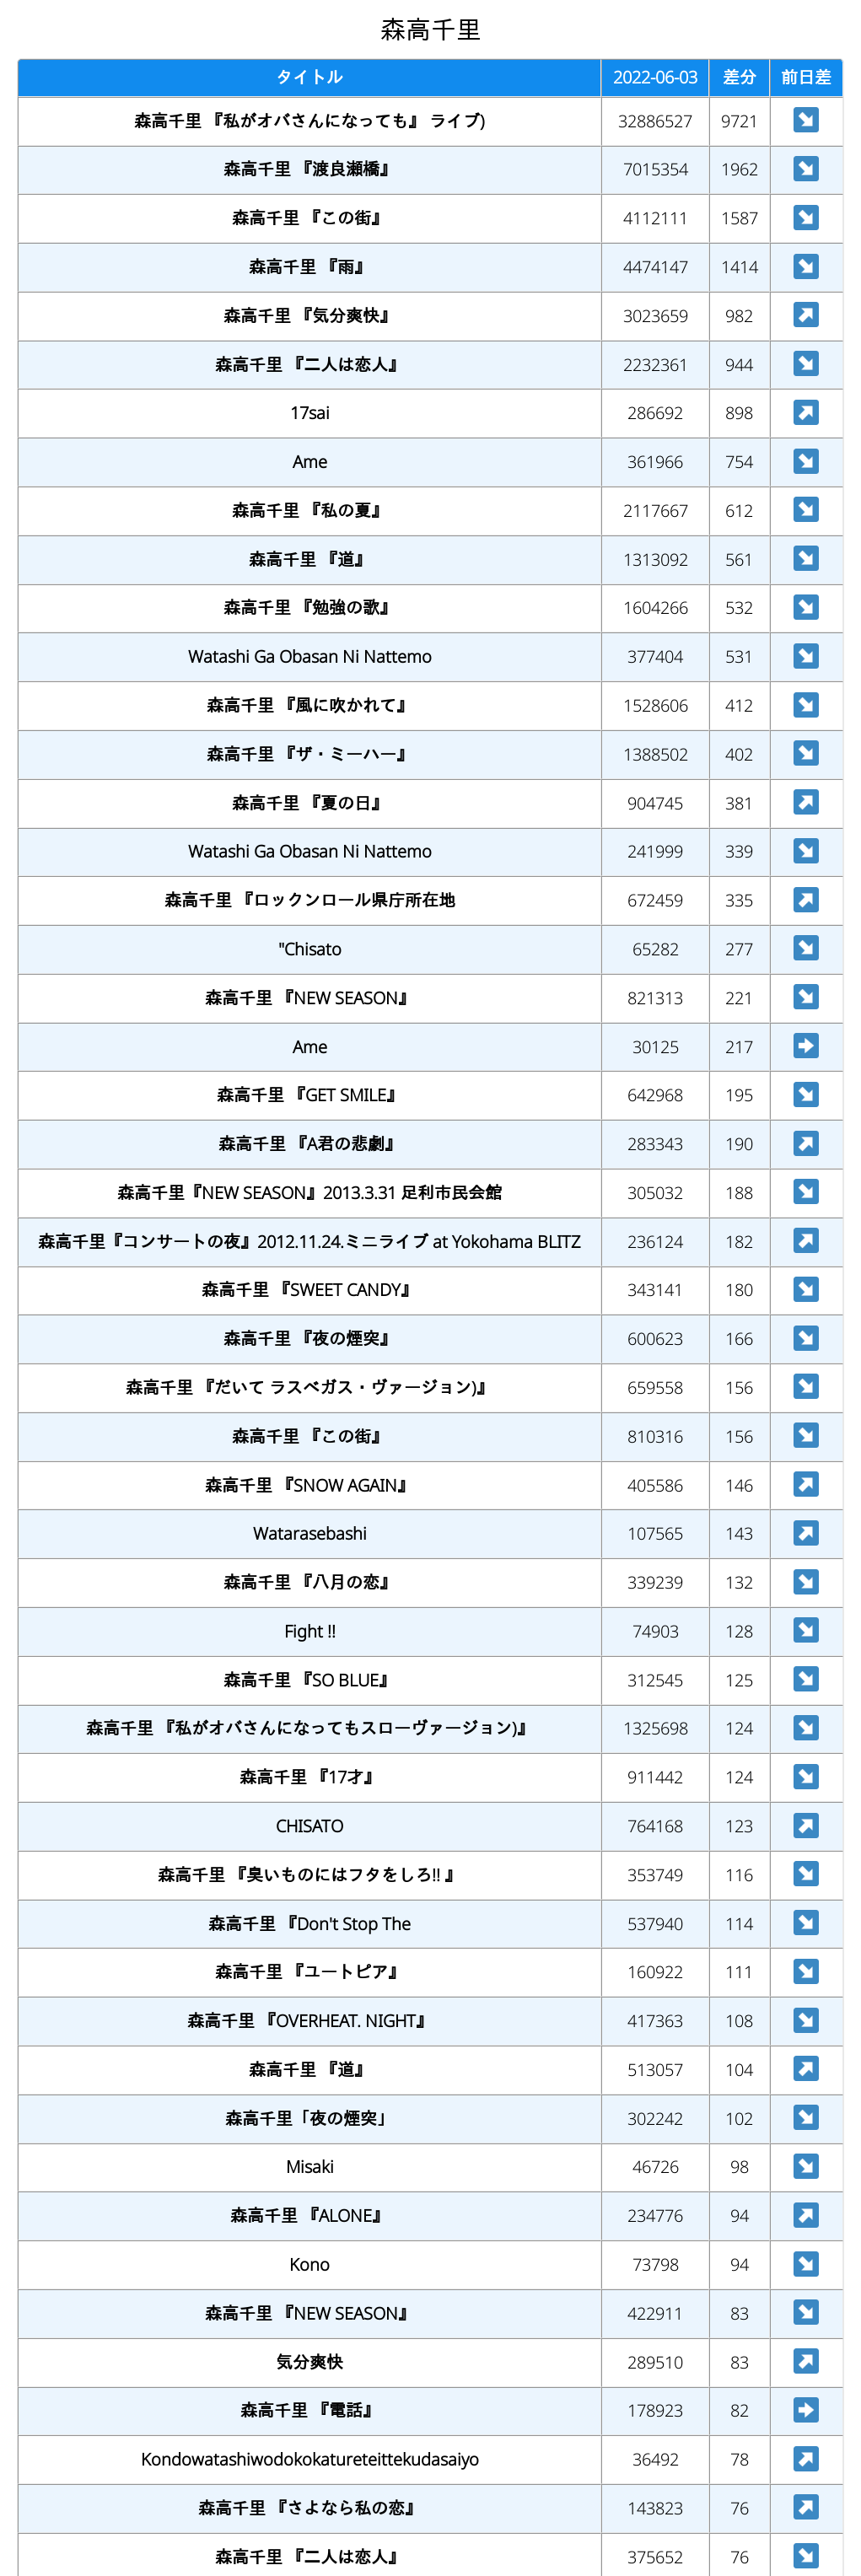 森高千里
タイトル 2022-06-03 差分 前日差
森高千里 『私がオバさんになっても』 ライブ) 32886527 9721 ↘
森高千里 『渡良瀬橋』 7015354 1962 ↘
森高千里 『この街』 4112111 1587 ↘
森高千里 『雨』 4474147 1414 ↘
森高千里 『気分爽快』 3023659 982 ↗
森高千里 『二人は恋人』 2232361 944 ↘
17sai 286692 898 ↗
Ame 361966 754 ↘
森高千里 『私の夏』 2117667 612 ↘
森高千里 『道』 1313092 561 ↘
森高千里 『勉強の歌』 1604266 532 ↘
Watashi Ga Obasan Ni Nattemo 377404 531 ↘
森高千里 『風に吹かれて』 1528606 412 ↘
森高千里 『ザ・ミーハー』 1388502 402 ↘
森高千里 『夏の日』 904745 381 ↗
Watashi Ga Obasan Ni Nattemo 241999 339 ↘
森高千里 『ロックンロール県庁所在地 672459 335 ↗
"Chisato 65282 277 ↘
森高千里 『NEW SEASON』 821313 221 ↘
Ame 30125 217 ➡
森高千里 『GET SMILE』 642968 195 ↘
森高千里 『A君の悲劇』 283343 190 ↗
森高千里『NEW SEASON』2013.3.31 足利市民会館 305032 188 ↘
森高千里『コンサートの夜』2012.11.24.ミニライブ at Yokohama BLITZ 236124 182 ↗
森高千里 『SWEET CANDY』 343141 180 ↘
森高千里 『夜の煙突』 600623 166 ↘
森高千里 『だいて ラスベガス・ヴァージョン)』 659558 156 ↘
森高千里 『この街』 810316 156 ↘
森高千里 『SNOW AGAIN』 405586 146 ↗
Watarasebashi 107565 143 ↗
森高千里 『八月の恋』 339239 132 ↘
Fight !! 74903 128 ↘
森高千里 『SO BLUE』 312545 125 ↘
森高千里 『私がオバさんになってもスローヴァージョン)』 1325698 124 ↘
森高千里 『17才』 911442 124 ↘
CHISATO 764168 123 ↗
森高千里 『臭いものにはフタをしろ!! 』 353749 116 ↘
森高千里 『Don't Stop The 537940 114 ↘
森高千里 『ユートピア』 160922 111 ↘
森高千里 『OVERHEAT. NIGHT』 417363 108 ↘
森高千里 『道』 513057 104 ↗
森高千里「夜の煙突」 302242 102 ↘
Misaki 46726 98 ↘
森高千里 『ALONE』 234776 94 ↗
Kono 73798 94 ↘
森高千里 『NEW SEASON』 422911 83 ↘
気分爽快 289510 83 ↗
森高千里 『電話』 178923 82 ➡
Kondowatashiwodokokatureteittekudasaiyo 36492 78 ↗
森高千里 『さよなら私の恋』 143823 76 ↗
森高千里 『二人は恋人』 375652 76 ↘